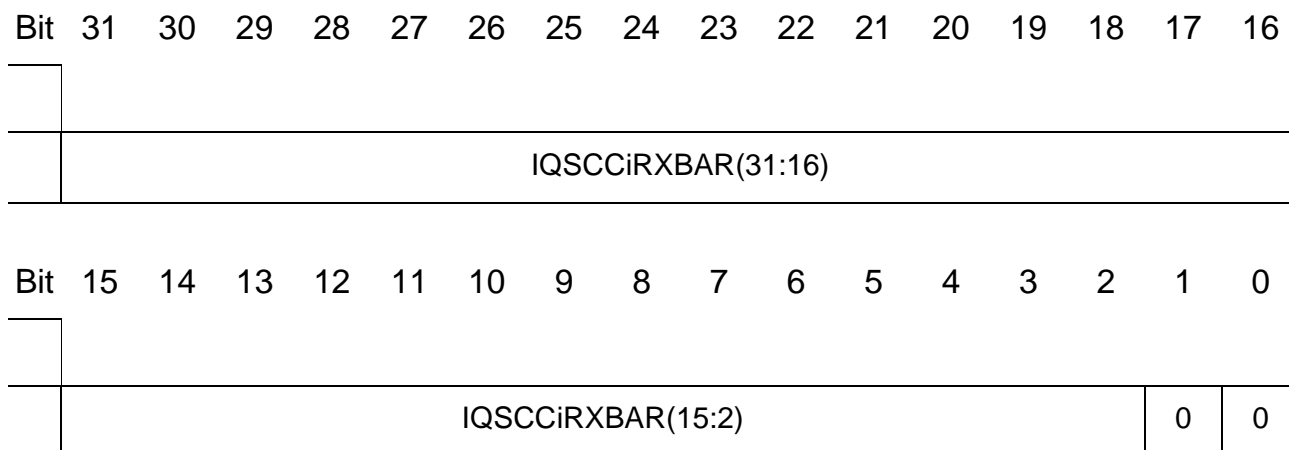 Bit 31 30 29 28 27 26 25 24 23 22 21 20 19 18 17 16
IQSCCiRXBAR(31:16)
Bit 15 14 13 12 11 10 9 8 7 6 5 4 3 2 1 0
IQSCCiRXBAR(15:2) 0 0